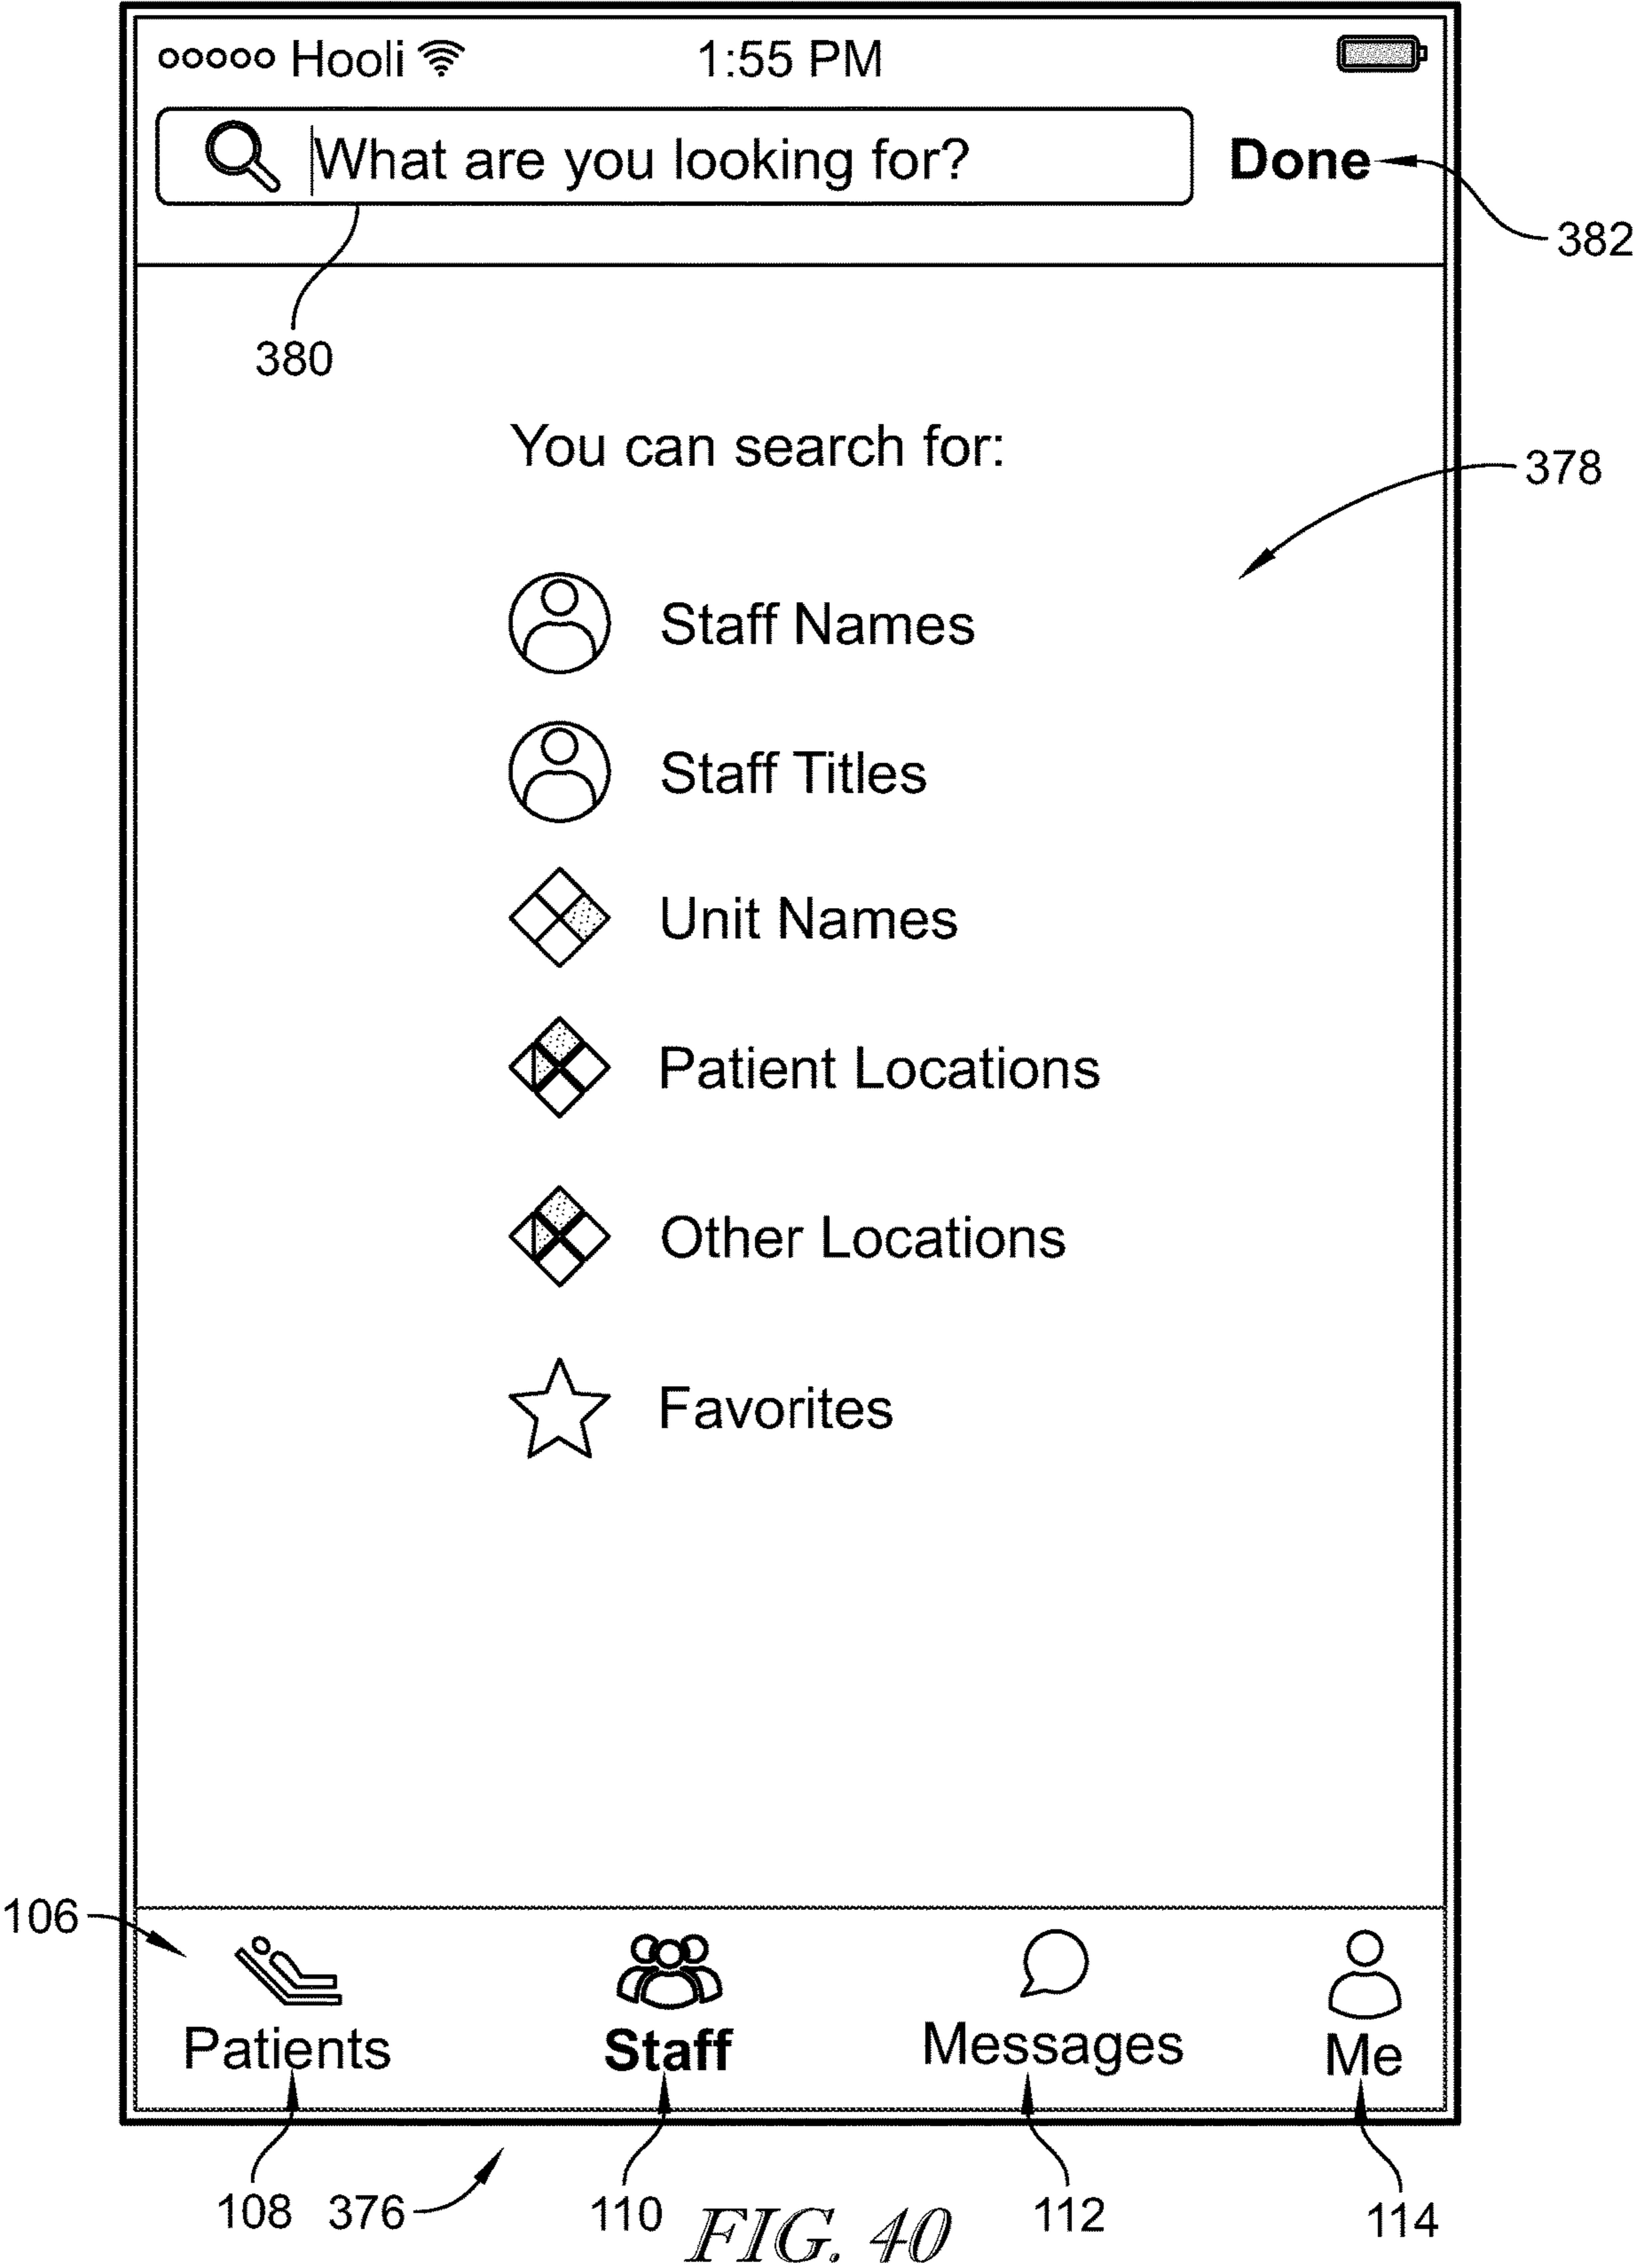 Hooli 1:55 PM
What are you looking for? Done
382
380
You can search for:
378
Staff Names
Staff Titles
Unit Names
Patient Locations
Other Locations
Favorites
106
Patients Staff Messages Me
108 376 110 FIG. 40 112 114